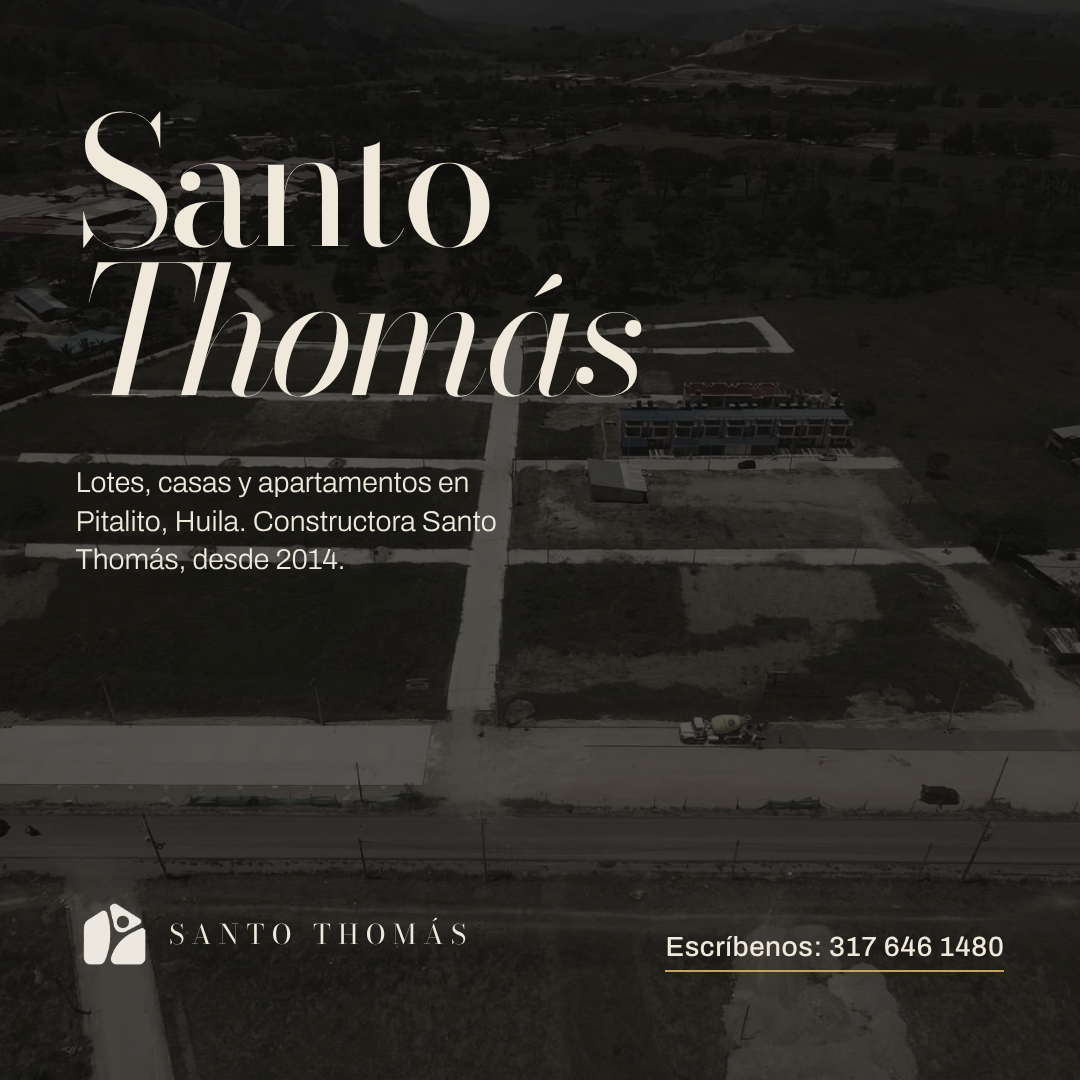 Santo
Thomás
Lotes, casas y apartamentos en
Pitalito, Huila. Constructora Santo
Thomás, desde 2014.
SANTO THOMÁS
Escríbenos: 317 646 1480